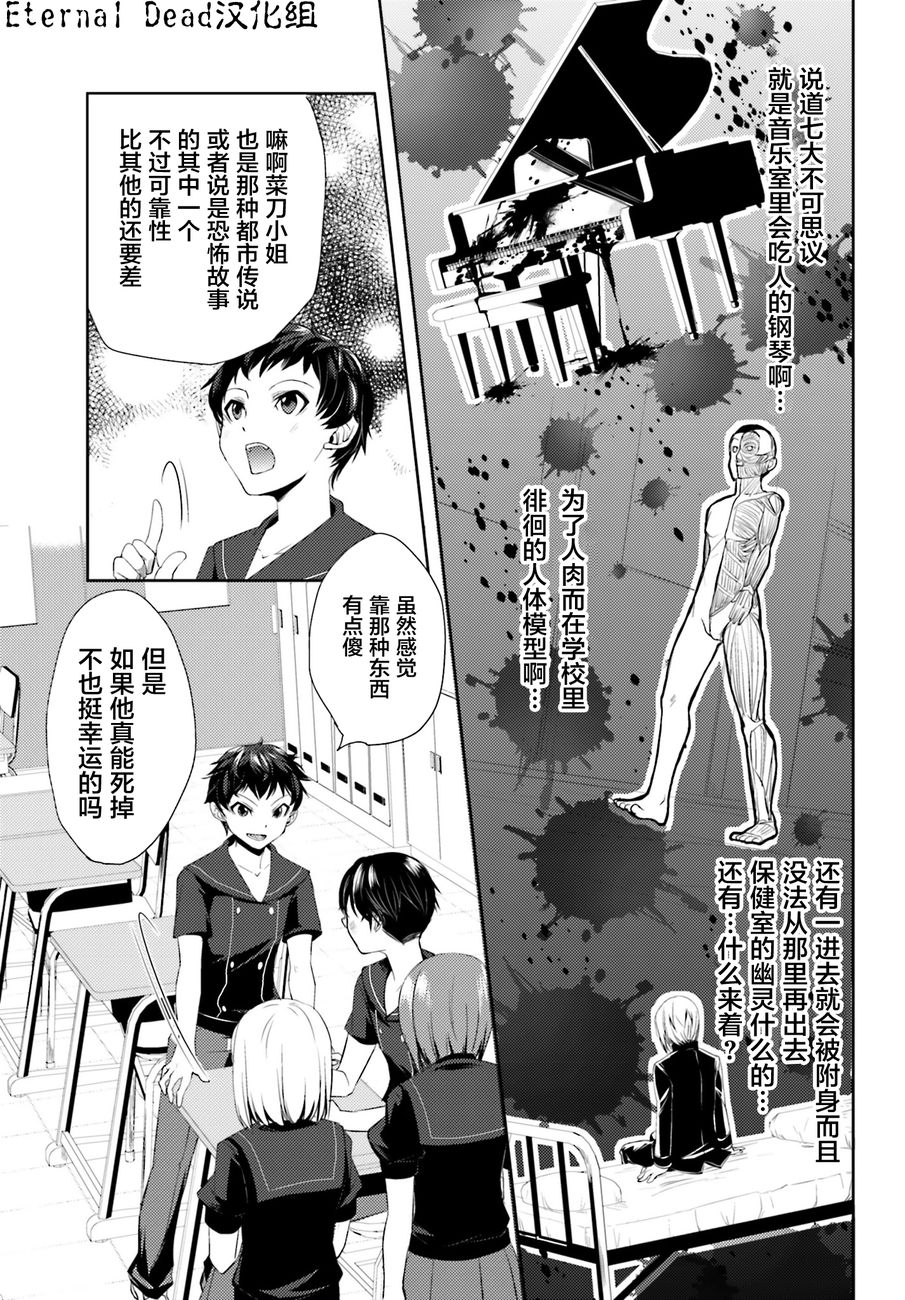 Eternal Dead汉化组
说道七大不可思议
就是音乐室里会吃人的钢琴啊…
为了人肉而在学校里
徘徊的人体模型啊…
还有一进去就会被附身而且
没法从那里再出去
保健室的幽灵什么的…
还有…什么来着?
嘛啊菜刀小姐
也是那种都市传说
或者说是恐怖故事
的其中一个
不过可靠性
比其他的还要差
虽然感觉
靠那种东西
有点傻
但是
如果他真能死掉
不也挺幸运的吗